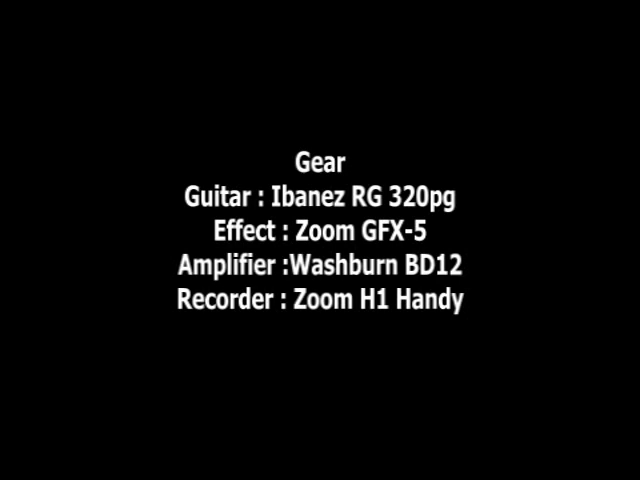 Gear
Guitar : Ibanez RG 320pg
Effect : Zoom GFX-5
Amplifier :Washburn BD12
Recorder : Zoom H1 Handy